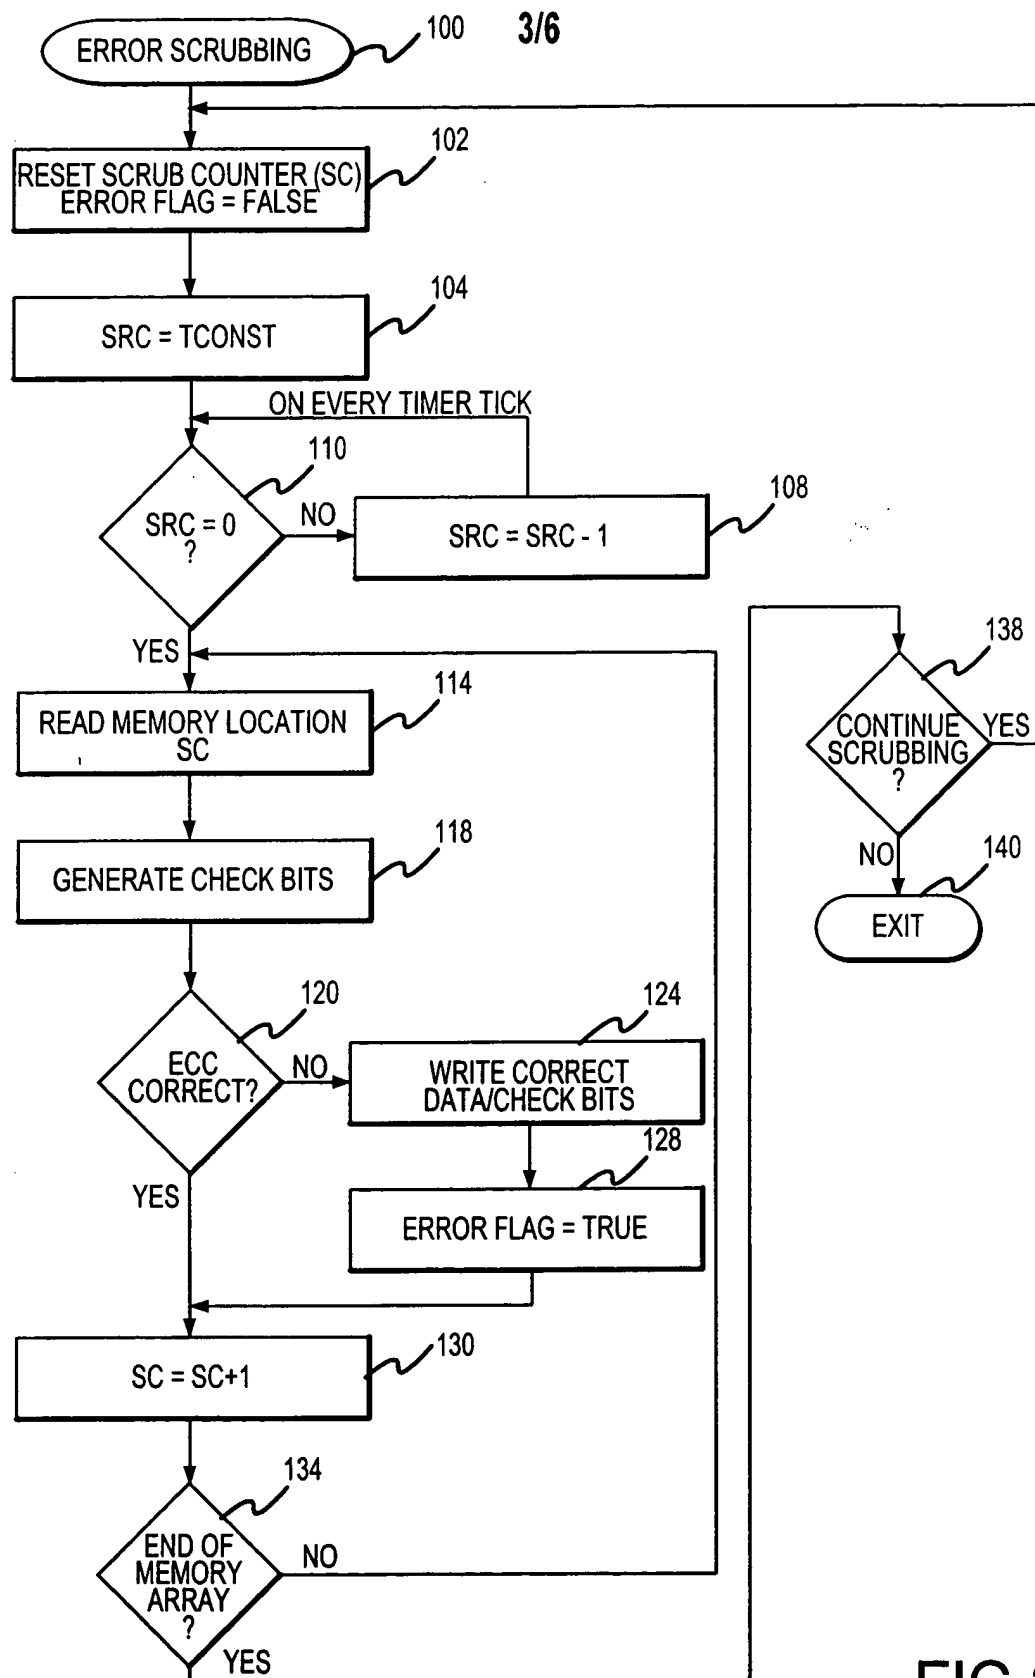 3/6
ERROR SCRUBBING
100
RESET SCRUB COUNTER (SC)
ERROR FLAG = FALSE
102
SRC = TCONST
104
ON EVERY TIMER TICK
SRC = 0
?
110
NO
SRC = SRC - 1
108
YES
READ MEMORY LOCATION
SC
114
GENERATE CHECK BITS
118
ECC
CORRECT?
120
NO
WRITE CORRECT
DATA/CHECK BITS
124
YES
ERROR FLAG = TRUE
128
SC = SC+1
130
END OF
MEMORY
ARRAY
?
134
NO
YES
CONTINUE
SCRUBBING
?
138
YES
NO
EXIT
140
FIG